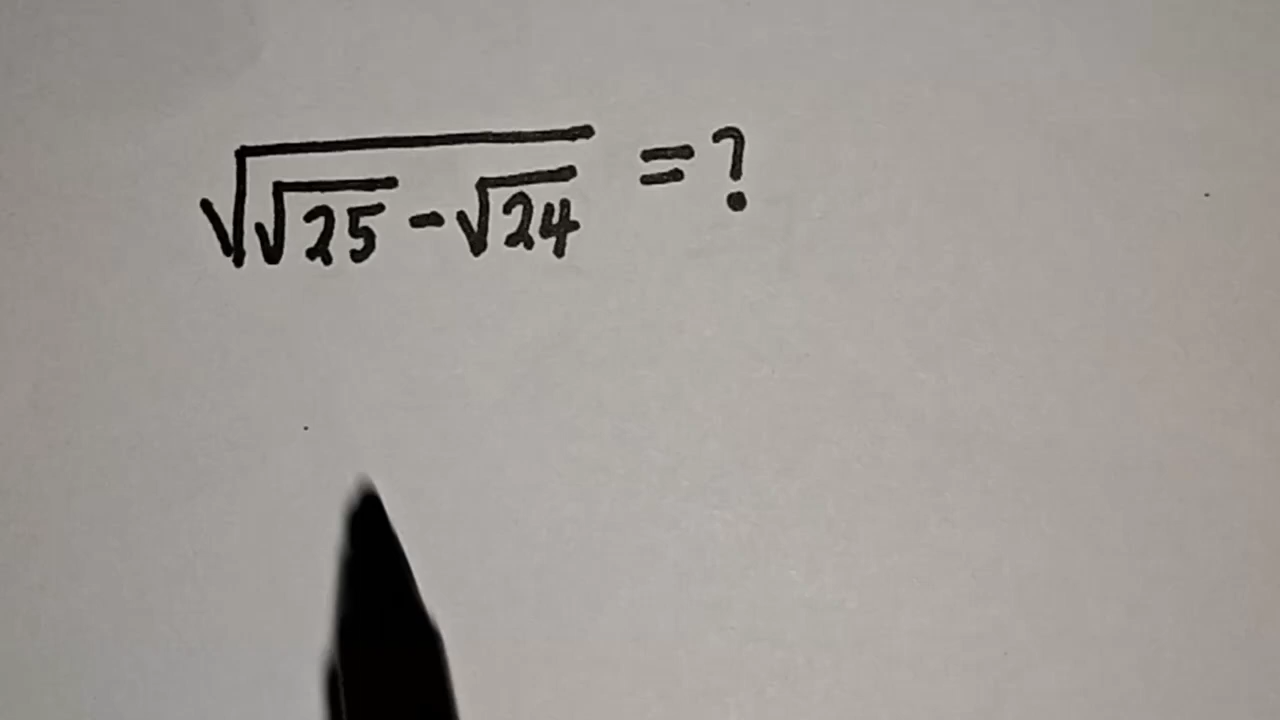 √(√25 - √24) = ?